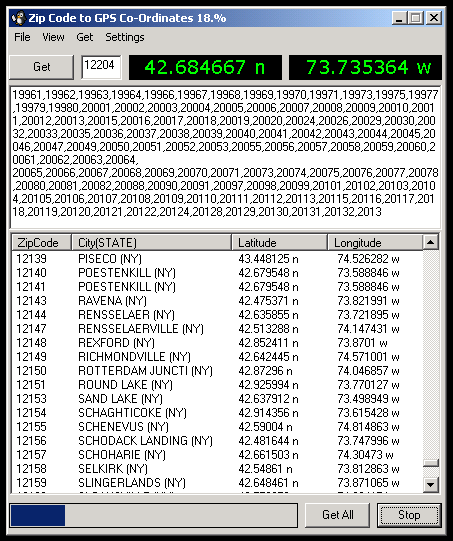 Zip Code to GPS Co-Ordinates 18.%
File View Get Settings
Get 12204 42.684667 n 73.735364 w
19961,19962,19963,19964,19966,19967,19968,19969,19970,19971,19973,19975,19977
,19979,19980,20001,20002,20003,20004,20005,20006,20007,20008,20009,20010,2001
1,20012,20013,20015,20016,20017,20018,20019,20020,20024,20026,20029,20030,200
32,20033,20035,20036,20037,20038,20039,20040,20041,20042,20043,20044,20045,20
046,20047,20049,20050,20051,20052,20053,20055,20056,20057,20058,20059,20060,2
0061,20062,20063,20064,
20065,20066,20067,20068,20069,20070,20071,20073,20074,20075,20076,20077,20078
,20080,20081,20082,20088,20090,20091,20097,20098,20099,20101,20102,20103,2010
4,20105,20106,20107,20108,20109,20110,20111,20112,20113,20115,20116,20117,201
18,20119,20120,20121,20122,20124,20128,20129,20130,20131,20132,2013
ZipCode City(STATE) Latitude Longitude
12139 PISECO (NY) 43.448125 n 74.526282 w
12140 POESTENKILL (NY) 42.679548 n 73.588846 w
12141 POESTENKILL (NY) 42.679548 n 73.588846 w
12143 RAVENA (NY) 42.475371 n 73.821991 w
12144 RENSSELAER (NY) 42.635855 n 73.721895 w
12147 RENSSELAERVILLE (NY) 42.513288 n 74.147431 w
12148 REXFORD (NY) 42.852411 n 73.8701 w
12149 RICHMONDVILLE (NY) 42.642445 n 74.571001 w
12150 ROTTERDAM JUNCTI (NY) 42.87296 n 74.046857 w
12151 ROUND LAKE (NY) 42.925994 n 73.770127 w
12153 SAND LAKE (NY) 42.637912 n 73.498949 w
12154 SCHAGHTICOKE (NY) 42.914356 n 73.615428 w
12155 SCHENEVUS (NY) 42.59004 n 74.814863 w
12156 SCHODACK LANDING (NY) 42.481644 n 73.747996 w
12157 SCHOHARIE (NY) 42.661503 n 74.30473 w
12158 SELKIRK (NY) 42.54861 n 73.812863 w
12159 SLINGERLANDS (NY) 42.648461 n 73.871065 w
Get All Stop